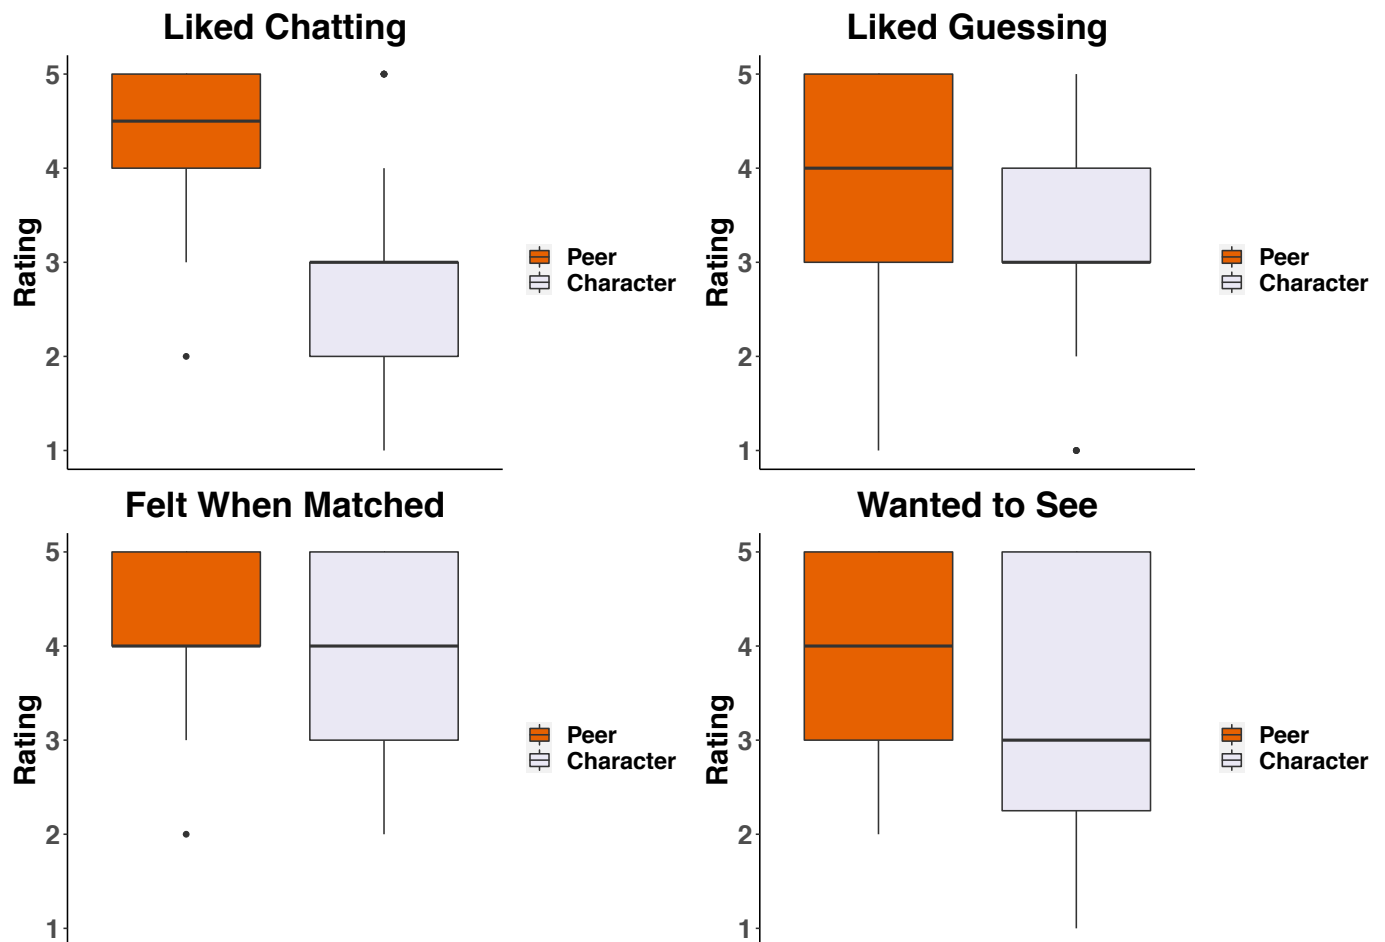 Liked Chatting
Rating
5
4
3
2
1
Peer
Character
Liked Guessing
Rating
5
4
3
2
1
Peer
Character
Felt When Matched
Rating
5
4
3
2
1
Peer
Character
Wanted to See
Rating
5
4
3
2
1
Peer
Character